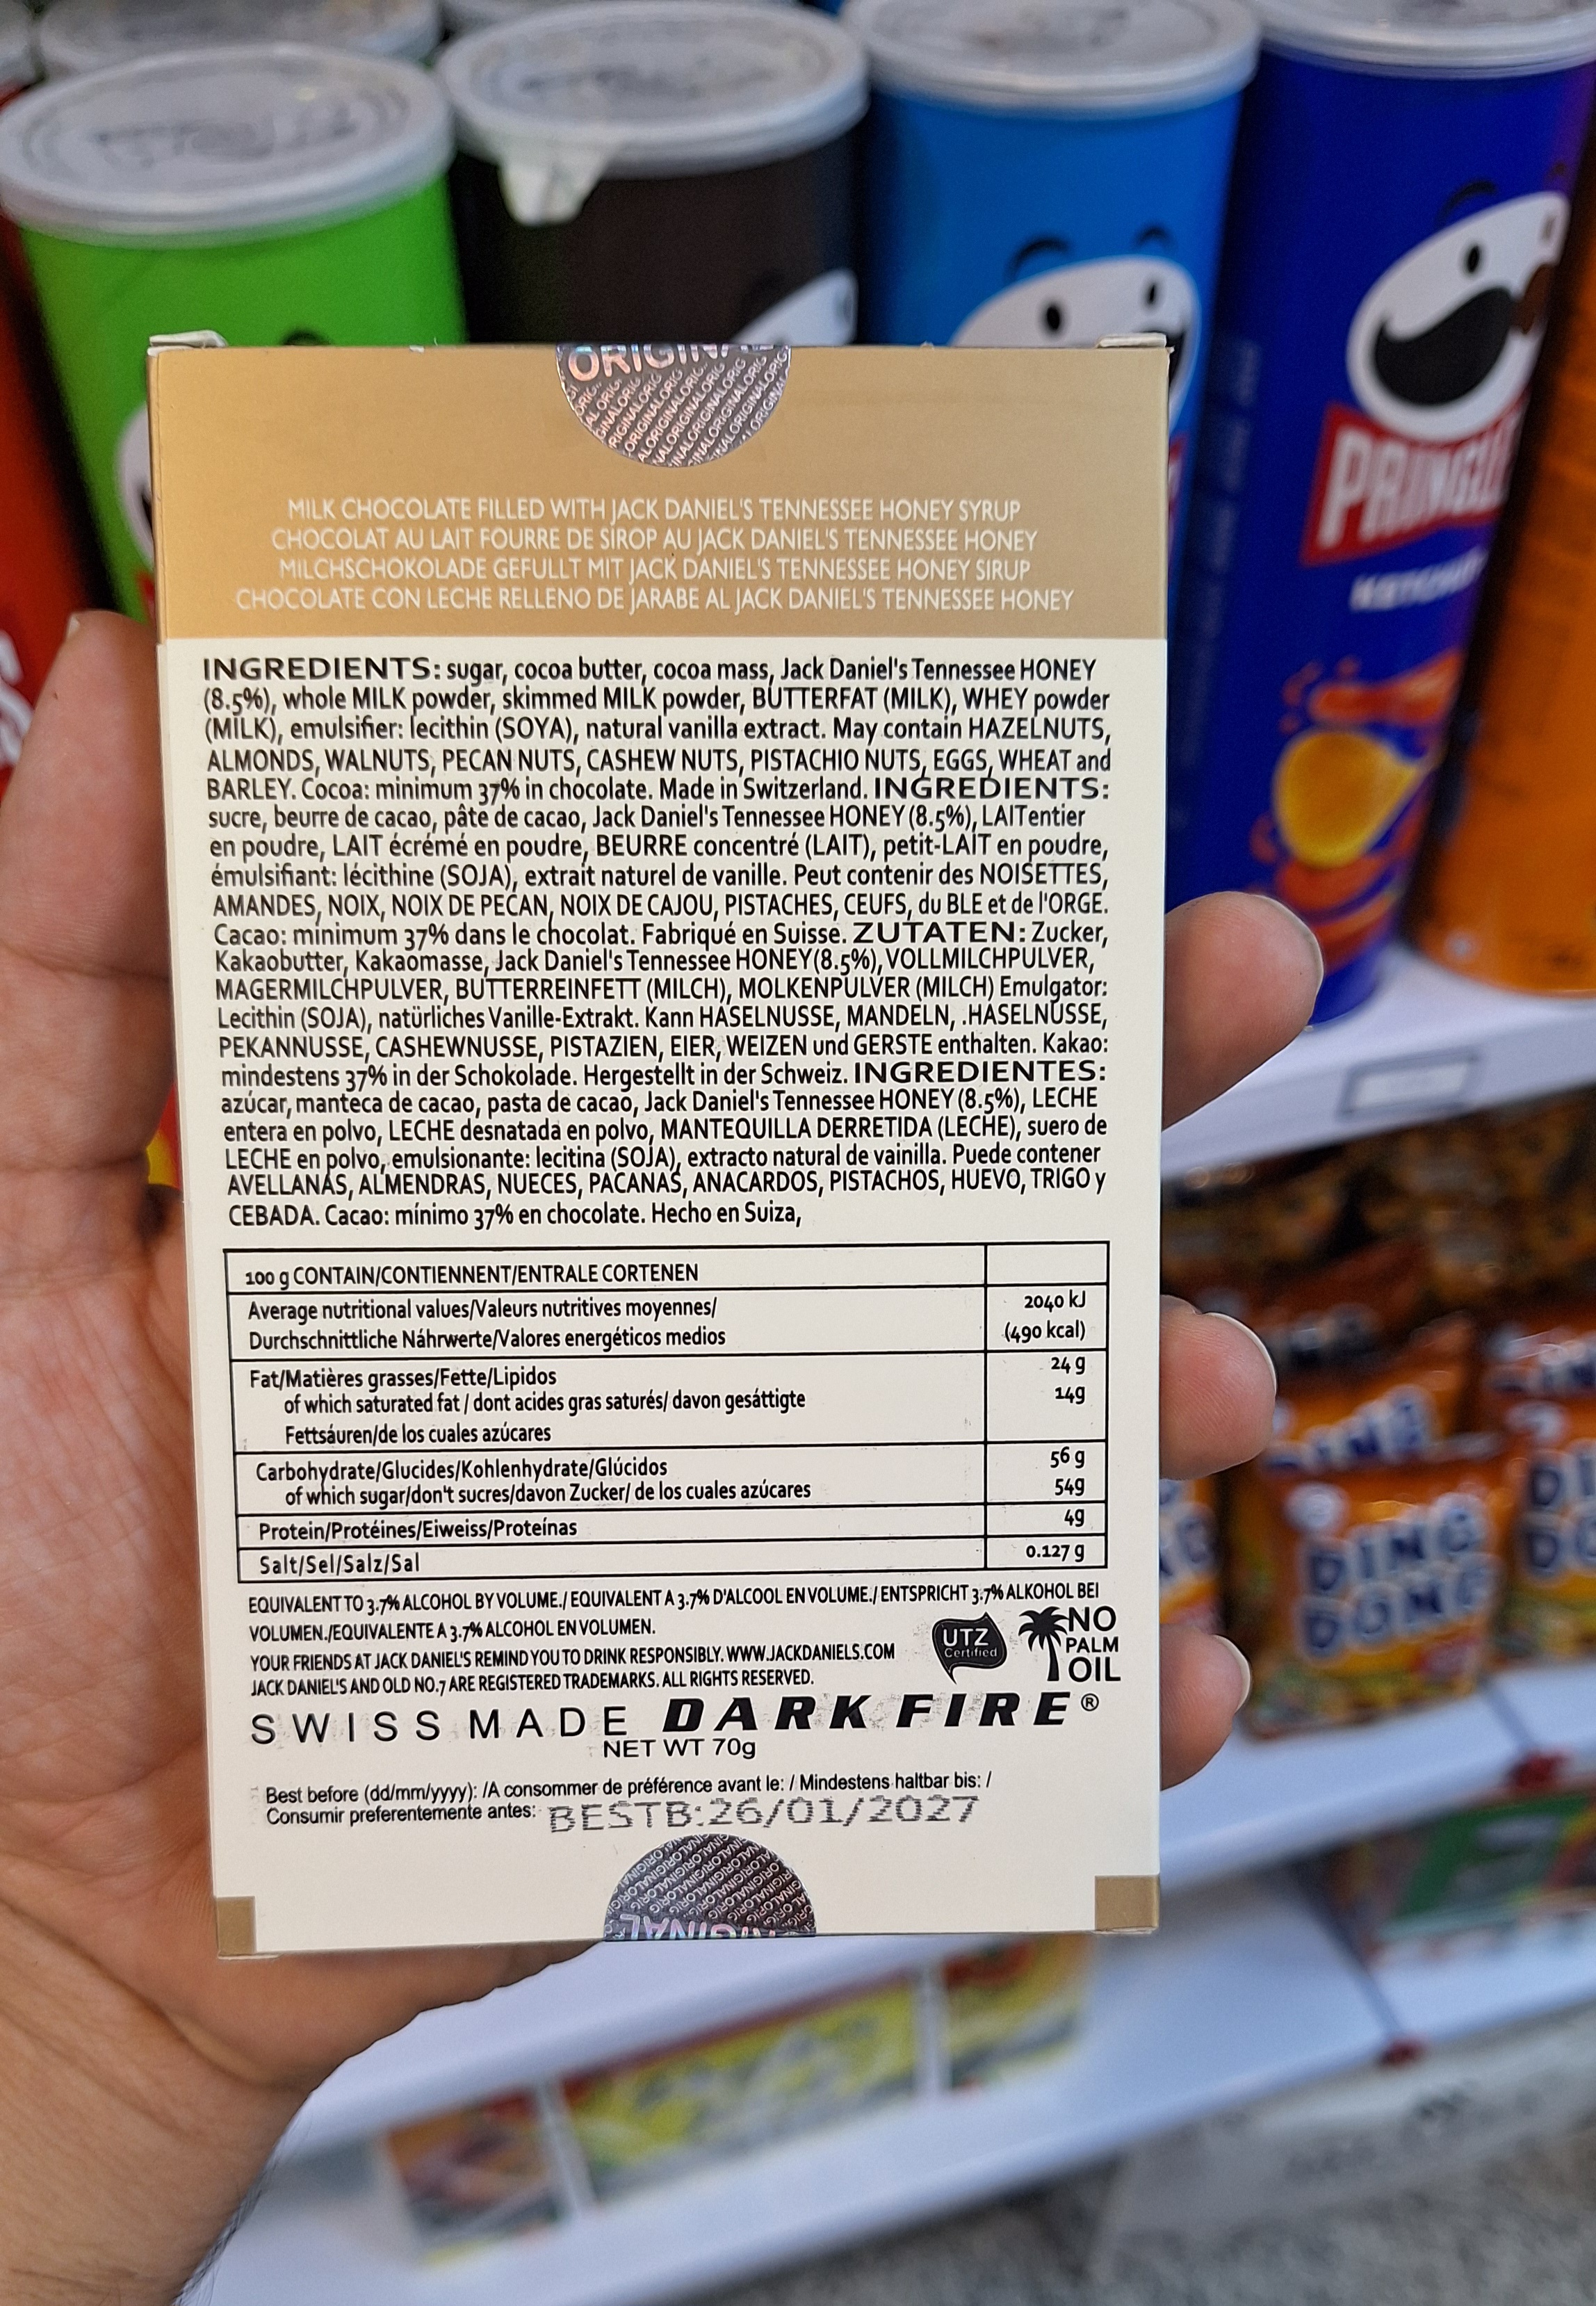 ORIGINAL
MILK CHOCOLATE FILLED WITH JACK DANIEL'S TENNESSEE HONEY SYRUP
CHOCOLAT AU LAIT FOURRE DE SIROP AU JACK DANIEL'S TENNESSEE HONEY
MILCHSCHOKOLADE GEFULLT MIT JACK DANIEL'S TENNESSEE HONEY SIRUP
CHOCOLATE CON LECHE RELLENO DE JARABE AL JACK DANIEL'S TENNESSEE HONEY
INGREDIENTS: sugar, cocoa butter, cocoa mass, Jack Daniel's Tennessee HONEY
(8.5%), whole MILK powder, skimmed MILK powder, BUTTERFAT (MILK), WHEY powder
(MILK), emulsifier: lecithin (SOYA), natural vanilla extract. May contain HAZELNUTS,
ALMONDS, WALNUTS, PECAN NUTS, CASHEW NUTS, PISTACHIO NUTS, EGGS, WHEAT and
BARLEY. Cocoa: minimum 37% in chocolate. Made in Switzerland. INGREDIENTS:
sucre, beurre de cacao, pâte de cacao, Jack Daniel's Tennessee HONEY (8.5%), LAITentier
en poudre, LAIT écrémé en poudre, BEURRE concentré (LAIT), petit-LAIT en poudre,
émulsifiant: lécithine (SOJA), extrait naturel de vanille. Peut contenir des NOISETTES,
AMANDES, NOIX, NOIX DE PECAN, NOIX DE CAJOU, PISTACHES, CEUFS, du BLE et de l'ORGE.
Cacao: minimum 37% dans le chocolat. Fabriqué en Suisse. ZUTATEN: Zucker,
Kakaobutter, Kakaomasse, Jack Daniel's Tennessee HONEY(8.5%), VOLLMILCHPULVER,
MAGERMILCHPULVER, BUTTERREINFETT (MILCH), MOLKENPULVER (MILCH) Emulgator:
Lecithin (SOJA), natürliches Vanille-Extrakt. Kann HASELNUSSE, MANDELN, .HASELNUSSE,
PEKANNUSSE, CASHEWNUSSE, PISTAZIEN, EIER, WEIZEN und GERSTE enthalten. Kakao:
mindestens 37% in der Schokolade. Hergestellt in der Schweiz. INGREDIENTES:
azúcar, manteca de cacao, pasta de cacao, Jack Daniel's Tennessee HONEY (8.5%), LECHE
entera en polvo, LECHE desnatada en polvo, MANTEQUILLA DERRETIDA (LECHE), suero de
LECHE en polvo, emulsionante: lecitina (SOJA), extracto natural de vainilla. Puede contener
AVELLANAS, ALMENDRAS, NUECES, PACANAS, ANACARDOS, PISTACHOS, HUEVO, TRIGO y
CEBADA. Cacao: mínimo 37% en chocolate. Hecho en Suiza,
100 g CONTAIN/CONTIENNENT/ENTRALE CORTENEN
Average nutritional values/Valeurs nutritives moyennes/ 2040 kJ
Durchschnittliche Náhrwerte/Valores energéticos medios (490 kcal)
Fat/Matières grasses/Fette/Lipidos 24 g
of which saturated fat / dont acides gras saturés/ davon gesáttigte 14g
Fettsáuren/de los cuales azúcares
Carbohydrate/Glucides/Kohlenhydrate/Glúcidos 56 g
of which sugar/don't sucres/davon Zucker/ de los cuales azúcares 54g
Protein/Protéines/Eiweiss/Proteínas 4g
Salt/Sel/Salz/Sal 0.127 g
EQUIVALENT TO 3.7% ALCOHOL BY VOLUME./ EQUIVALENT A 3.7% D'ALCOOL EN VOLUME./ ENTSPRICHT 3.7% ALKOHOL BEI
VOLUMEN./EQUIVALENTE A 3.7% ALCOHOL EN VOLUMEN.
YOUR FRIENDS AT JACK DANIEL'S REMIND YOU TO DRINK RESPONSIBLY. WWW.JACKDANIELS.COM
JACK DANIEL'S AND OLD NO.7 ARE REGISTERED TRADEMARKS. ALL RIGHTS RESERVED.
UTZ
Certified
NO
PALM
OIL
SWISS MADE DARK FIRE®
NET WT 70g
Best before (dd/mm/yyyy): /A consommer de préférence avant le: / Mindestens haltbar bis: /
Consumir preferentemente antes: BESTB:26/01/2027
PRINGLES
KETCHUP
DING
DONG